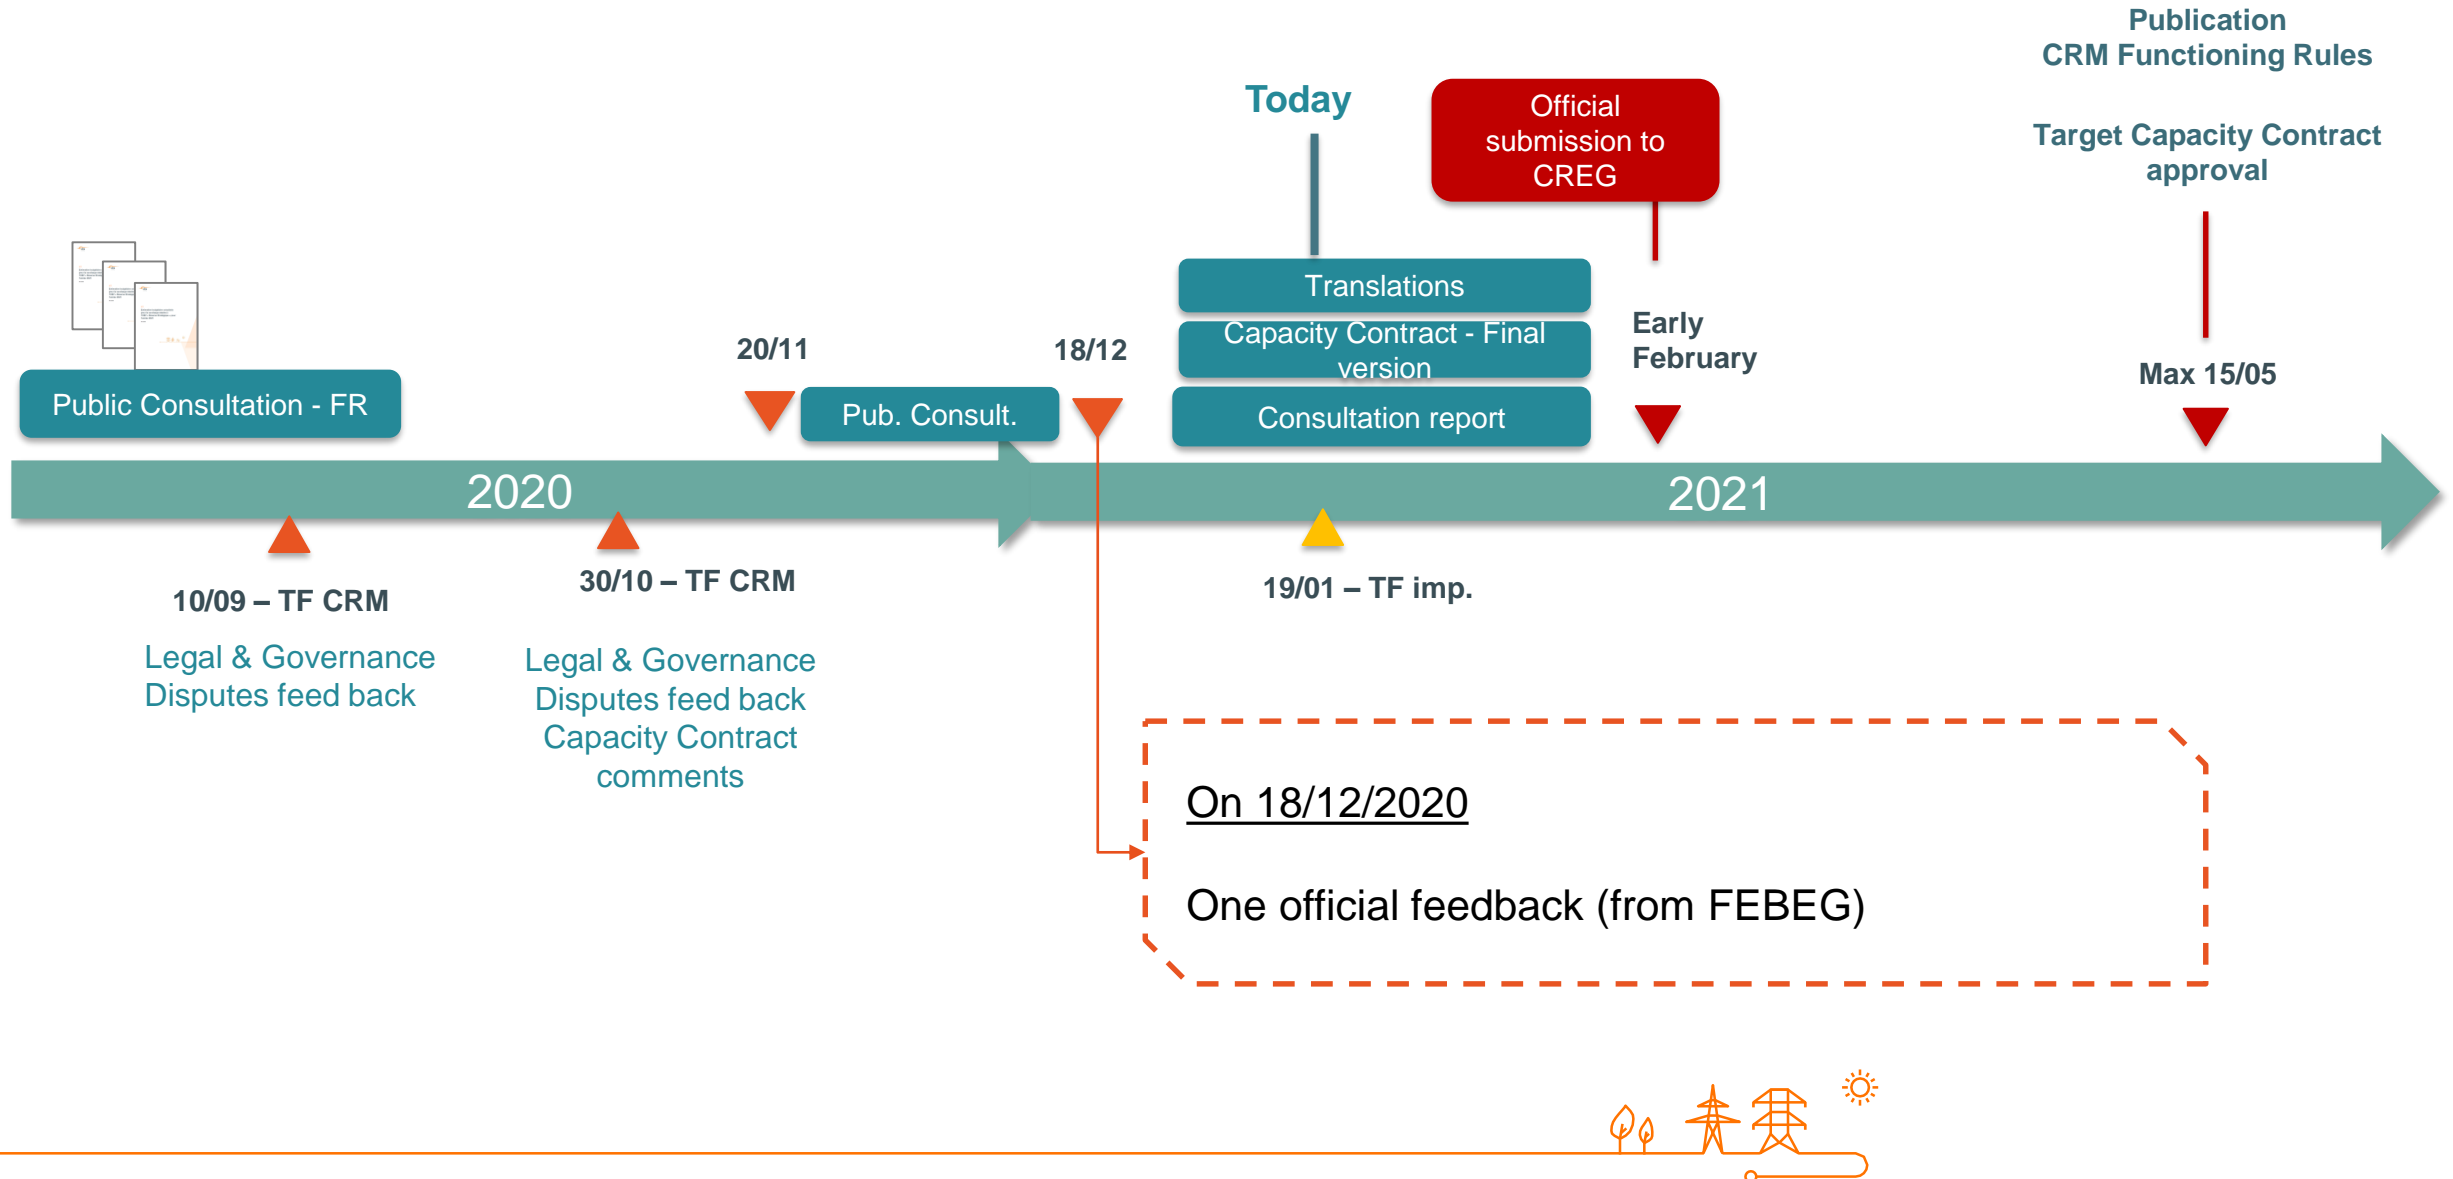 Publication
CRM Functioning Rules
Target Capacity Contract
approval
Today
Official
submission to
CREG
Translations
Capacity Contract - Final
version
Consultation report
Early
February
Max 15/05
20/11
18/12
Public Consultation - FR
Pub. Consult.
2020
2021
10/09 – TF CRM
Legal & Governance
Disputes feed back
30/10 – TF CRM
Legal & Governance
Disputes feed back
Capacity Contract
comments
19/01 – TF imp.
On 18/12/2020
One official feedback (from FEBEG)